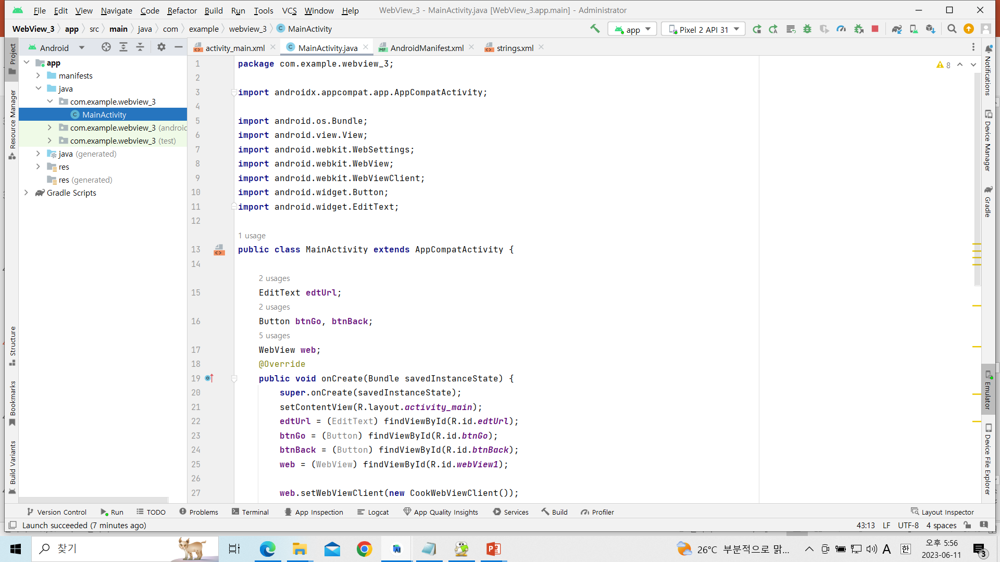 File Edit View Navigate Code Refactor Build Run Tools VCS Window Help WebView_3 - MainActivity.java [WebView_3.app.main] - Administrator
WebView_3 app src main java com example webview_3 MainActivity
app Pixel 2 API 31
Android
activity_main.xml MainActivity.java AndroidManifest.xml strings.xml
Project
Resource Manager
Structure
Bookmarks
Build Variants
app
manifests
java
com.example.webview_3
MainActivity
com.example.webview_3 (android
com.example.webview_3 (test)
java (generated)
res
res (generated)
Gradle Scripts
8
1 package com.example.webview_3;
2
3 import androidx.appcompat.app.AppCompatActivity;
4
5 import android.os.Bundle;
6 import android.view.View;
7 import android.webkit.WebSettings;
8 import android.webkit.WebView;
9 import android.webkit.WebViewClient;
10 import android.widget.Button;
11 import android.widget.EditText;
12
1 usage
13 public class MainActivity extends AppCompatActivity {
14
2 usages
15 EditText edtUrl;
2 usages
16 Button btnGo, btnBack;
5 usages
17 WebView web;
18 @Override
19 public void onCreate(Bundle savedInstanceState) {
20 super.onCreate(savedInstanceState);
21 setContentView(R.layout.activity_main);
22 edtUrl = (EditText) findViewById(R.id.edtUrl);
23 btnGo = (Button) findViewById(R.id.btnGo);
24 btnBack = (Button) findViewById(R.id.btnBack);
25 web = (WebView) findViewById(R.id.webView1);
26
27 web.setWebViewClient(new CookWebViewClient());
Notifications
Device Manager
Gradle
Emulator
Device File Explorer
Version Control Run TODO Problems Terminal App Inspection Logcat App Quality Insights Services Build Profiler Layout Inspector
Launch succeeded (7 minutes ago) 43:13 LF UTF-8 4 spaces
찾기 26°C 부분적으로 맑... A 한 오후 5:56
2023-06-11 3